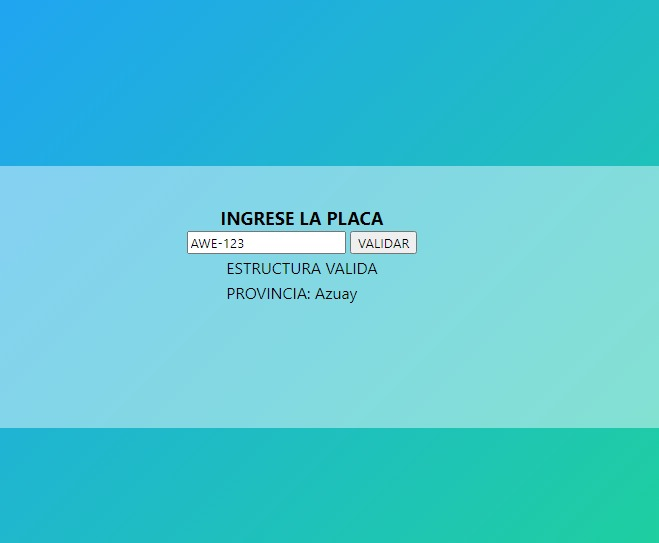 INGRESE LA PLACA
AWE-123 VALIDAR
ESTRUCTURA VALIDA
PROVINCIA: Azuay